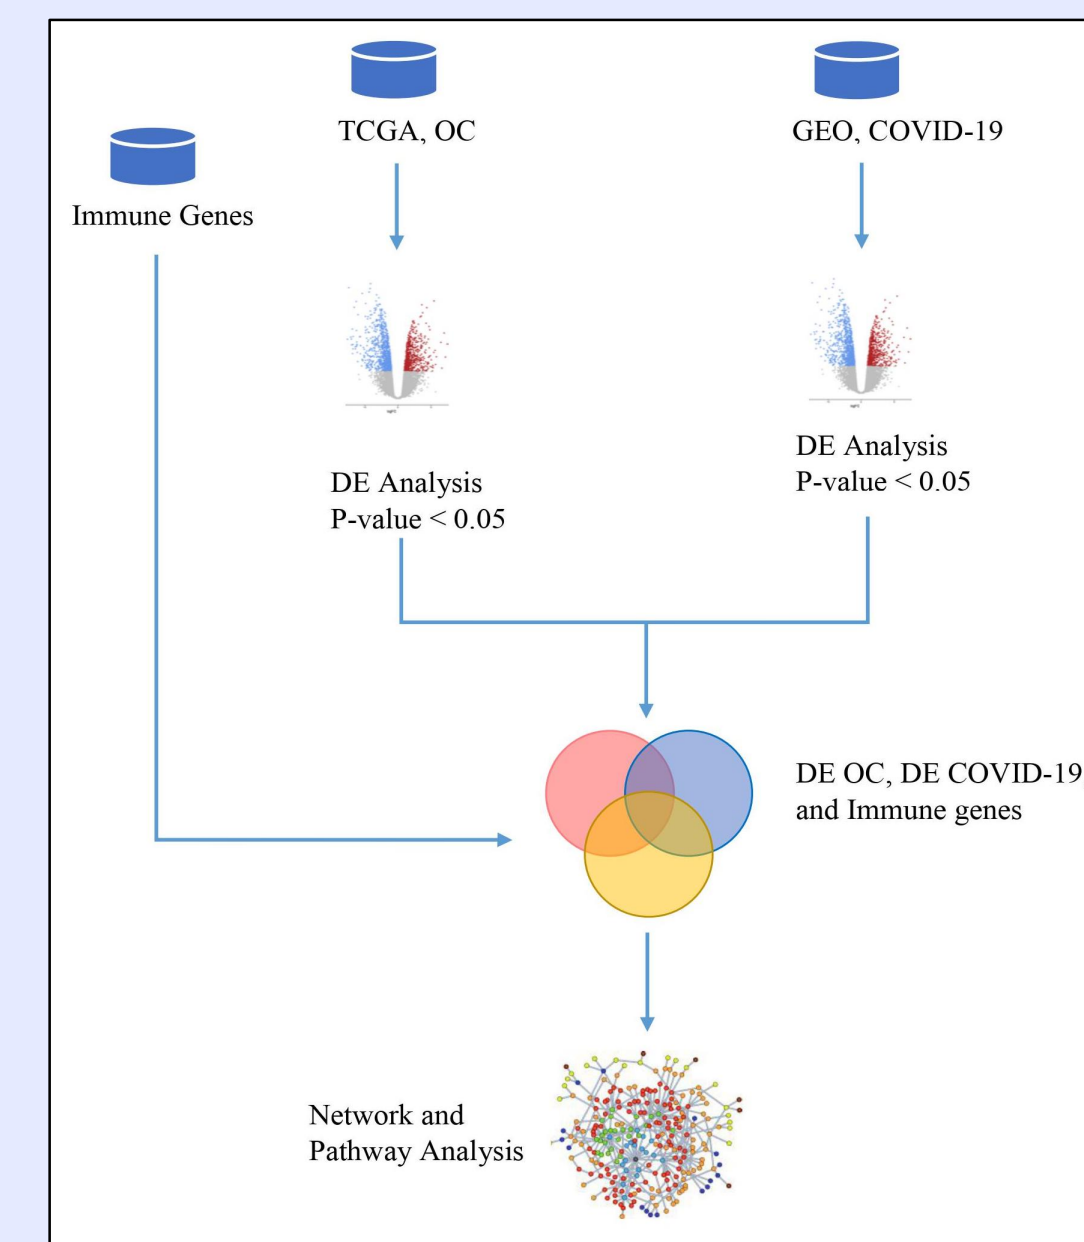 TCGA, OC
GEO, COVID-19
Immune Genes
DE Analysis
P-value < 0.05
DE Analysis
P-value < 0.05
DE OC, DE COVID-19,
and Immune genes
Network and
Pathway Analysis